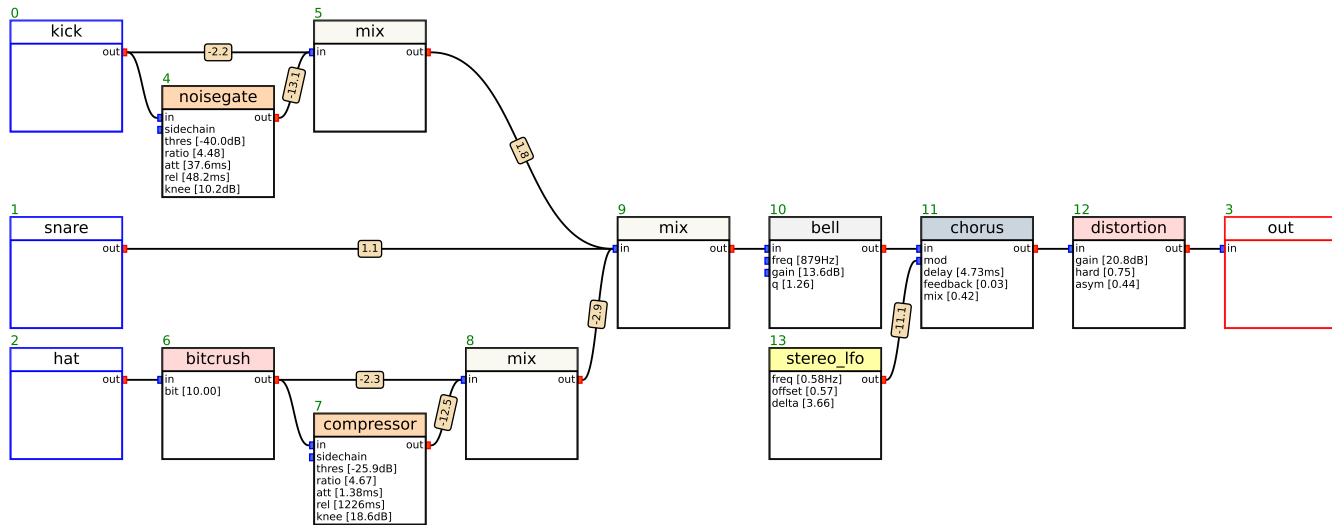 0
kick
out
-2.2
4
noisegate
in
out
sidechain
thres [-40.0dB]
ratio [4.48]
att [37.6ms]
rel [48.2ms]
knee [10.2dB]
-13.1
5
mix
in
out
1.8
1
snare
out
1.1
2
hat
out
6
bitcrush
in
out
bit [10.00]
-2.3
7
compressor
in
out
sidechain
thres [-25.9dB]
ratio [4.67]
att [1.38ms]
rel [1226ms]
knee [18.6dB]
-12.5
8
mix
in
out
-2.9
9
mix
in
out
10
bell
in
out
freq [879Hz]
gain [13.6dB]
q [1.26]
13
stereo_lfo
freq [0.58Hz]
out
offset [0.57]
delta [3.66]
-11.1
11
chorus
in
out
mod
delay [4.73ms]
feedback [0.03]
mix [0.42]
12
distortion
in
out
gain [20.8dB]
hard [0.75]
asym [0.44]
3
out
in